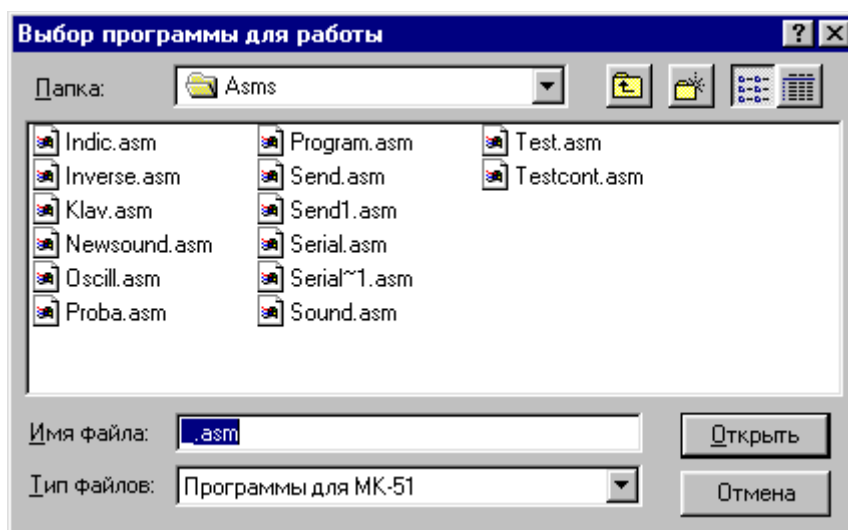 Выбор программы для работы
Папка: Asms
Indic.asm Program.asm Test.asm
Inverse.asm Send.asm Testcont.asm
Klav.asm Send1.asm
Newsound.asm Serial.asm
Oscill.asm Serial~1.asm
Proba.asm Sound.asm
Имя файла: _.asm Открыть
Тип файлов: Программы для МК-51 Отмена